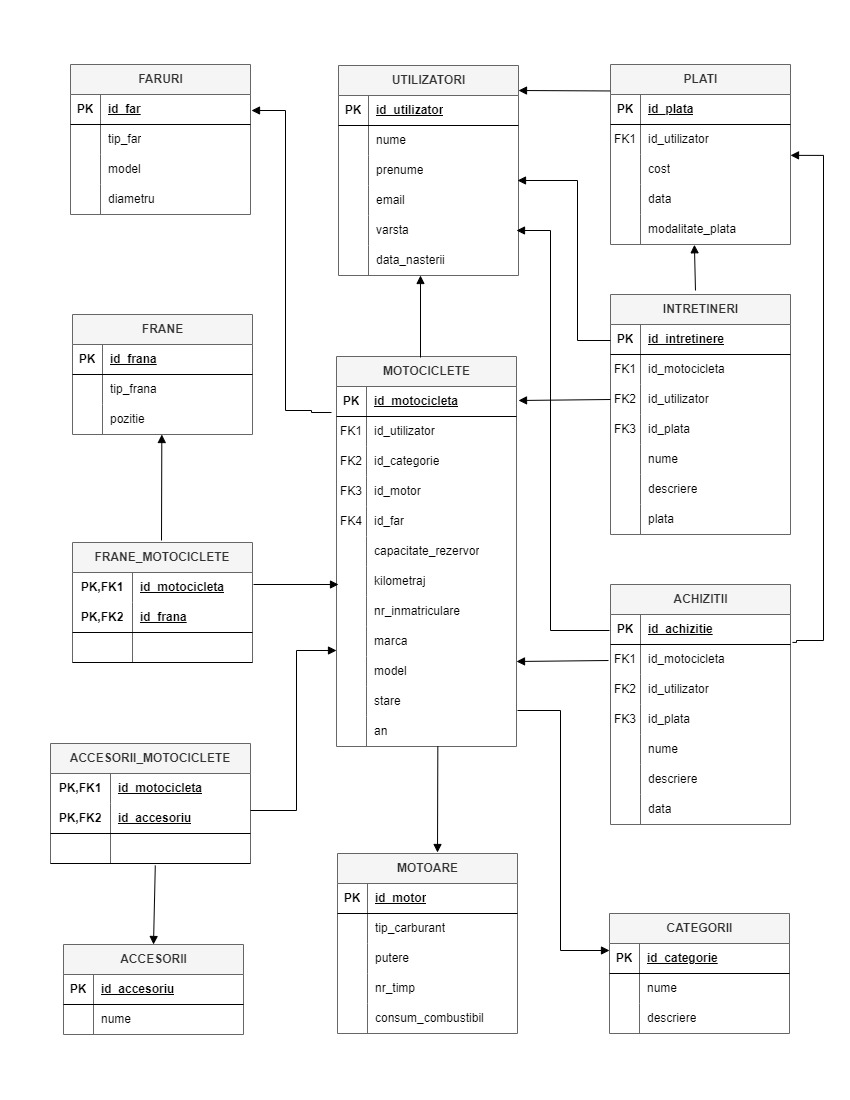 FARURI
PK id_far
tip_far
model
diametru
UTILIZATORI
PK id_utilizator
nume
prenume
email
varsta
data_nasterii
PLATI
PK id_plata
FK1 id_utilizator
cost
data
modalitate_plata
FRANE
PK id_frana
tip_frana
pozitie
MOTOCICLETE
PK id_motocicleta
FK1 id_utilizator
FK2 id_categorie
FK3 id_motor
FK4 id_far
capacitate_rezervor
kilometraj
nr_inmatriculare
marca
model
stare
an
INTRETINERI
PK id_intretinere
FK1 id_motocicleta
FK2 id_utilizator
FK3 id_plata
nume
descriere
plata
FRANE_MOTOCICLETE
PK,FK1 id_motocicleta
PK,FK2 id_frana
ACHIZITII
PK id_achizitie
FK1 id_motocicleta
FK2 id_utilizator
FK3 id_plata
nume
descriere
data
ACCESORII_MOTOCICLETE
PK,FK1 id_motocicleta
PK,FK2 id_accesoriu
MOTOARE
PK id_motor
tip_carburant
putere
nr_timp
consum_combustibil
ACCESORII
PK id_accesoriu
nume
CATEGORII
PK id_categorie
nume
descriere